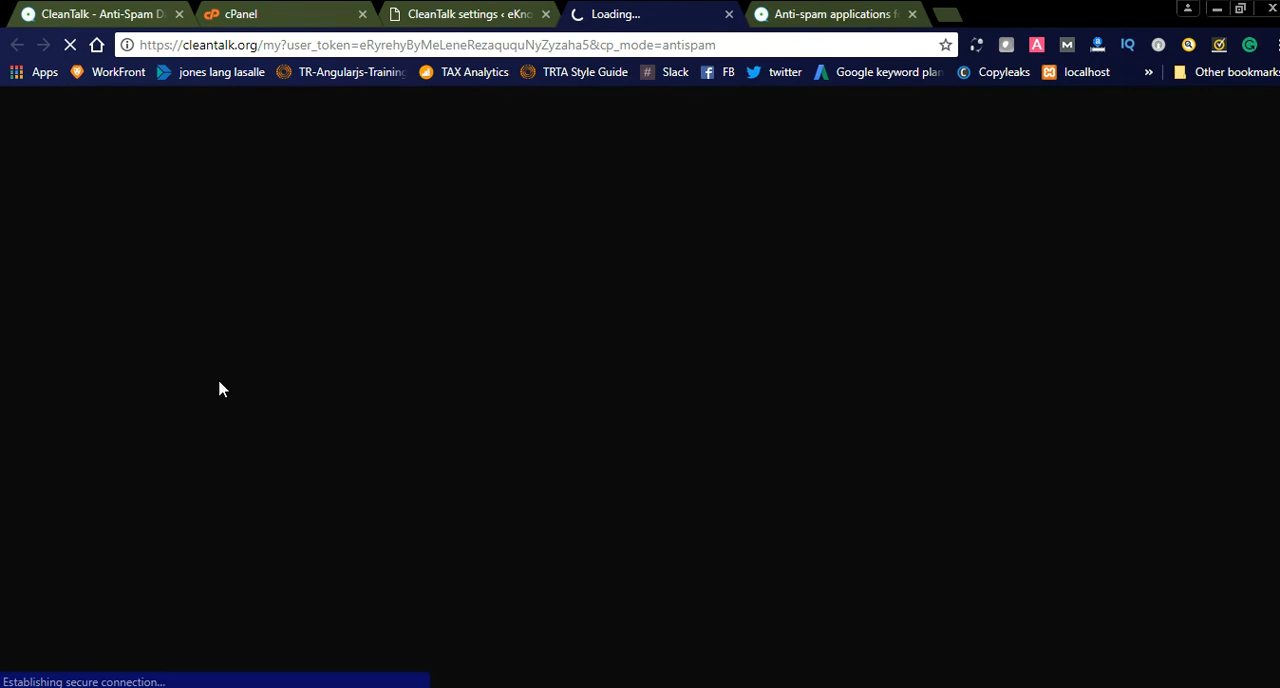 CleanTalk - Anti-Spam D
cPanel
CleanTalk settings ‹ eKno
Loading...
Anti-spam applications f
https://cleantalk.org/my?user_token=eRyrehyByMeLeneRezaququNyZyzaha5&cp_mode=antispam
Apps WorkFront jones lang lasalle TR-Angularjs-Training TAX Analytics TRTA Style Guide Slack FB twitter Google keyword plan Copyleaks localhost » Other bookmarks
Establishing secure connection...